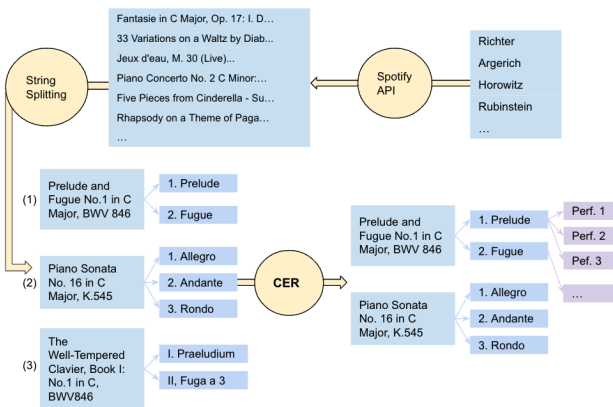 Fantasie in C Major, Op. 17: I. D...
33 Variations on a Waltz by Diab...
Jeux d'eau, M. 30 (Live)...
Piano Concerto No. 2 C Minor:...
Five Pieces from Cinderella - Su...
Rhapsody on a Theme of Paga...
...
String
Splitting
Spotify
API
Richter
Argerich
Horowitz
Rubinstein
...
(1)
Prelude and
Fugue No.1 in C
Major, BWV 846
1. Prelude
2. Fugue
(2)
Piano Sonata
No. 16 in C
Major, K.545
1. Allegro
2. Andante
3. Rondo
(3)
The
Well-Tempered
Clavier, Book I:
No.1 in C,
BWV846
I. Praeludium
II, Fuga a 3
CER
Prelude and
Fugue No.1 in C
Major, BWV 846
1. Prelude
2. Fugue
Perf. 1
Perf. 2
Pef. 3
...
Piano Sonata
No. 16 in C
Major, K.545
1. Allegro
2. Andante
3. Rondo